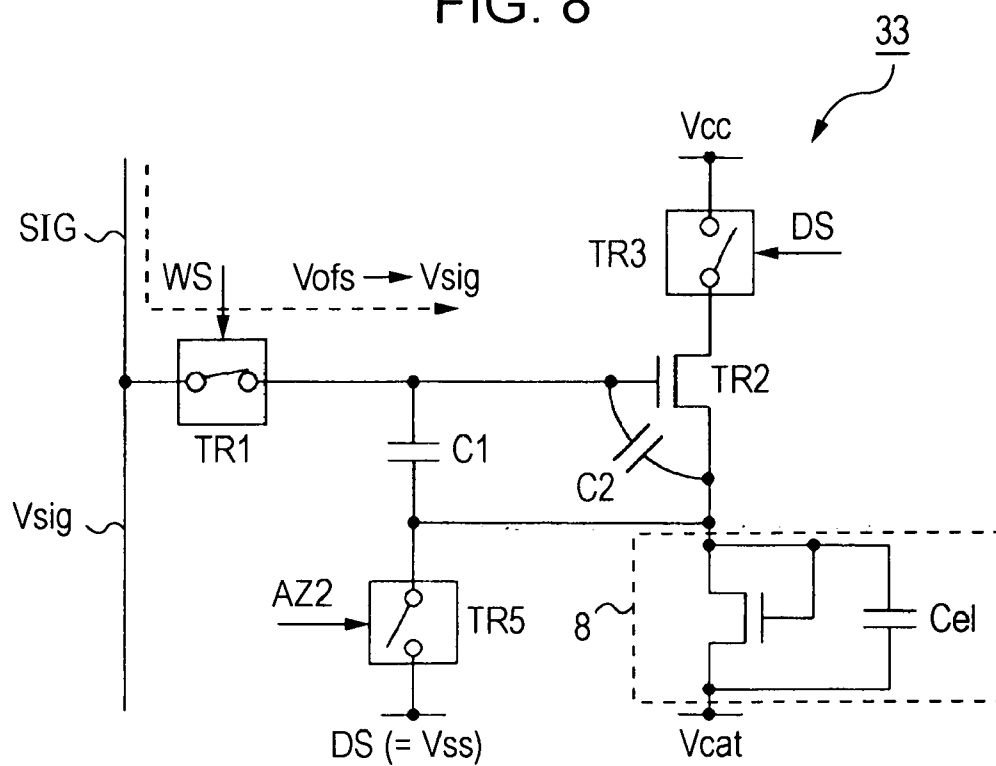 FIG. 8
33
Vcc
SIG
WS
Vofs → Vsig
TR3
DS
TR2
TR1
C1
C2
Vsig
AZ2
TR5
8
Cel
DS (= Vss)
Vcat